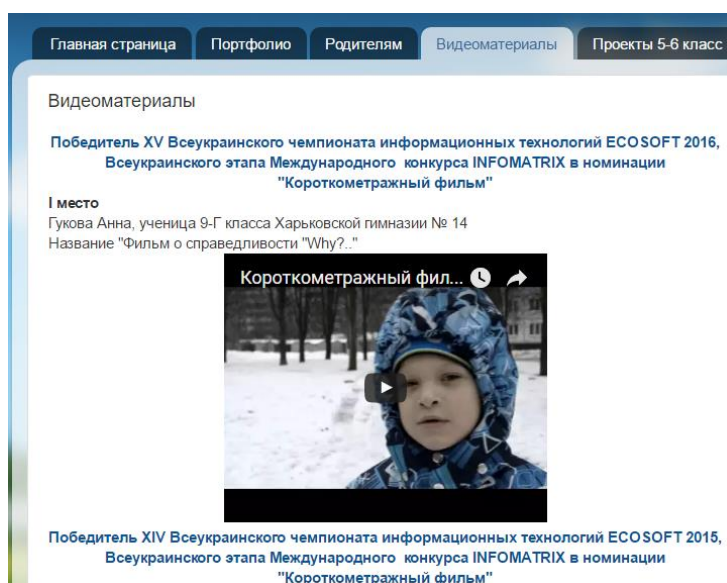 Главная страница Портфолио Родителям Видеоматериалы Проекты 5-6 класс
Видеоматериалы
Победитель XV Всеукраинского чемпионата информационных технологий ECOSOFT 2016,
Всеукраинского этапа Международного конкурса INFOMATRIX в номинации
"Короткометражный фильм"
I место
Гукова Анна, ученица 9-Г класса Харьковской гимназии № 14
Название "Фильм о справедливости "Why?.."
Короткометражный фил...
Победитель XIV Всеукраинского чемпионата информационных технологий ECOSOFT 2015,
Всеукраинского этапа Международного конкурса INFOMATRIX в номинации
"Короткометражный фильм"